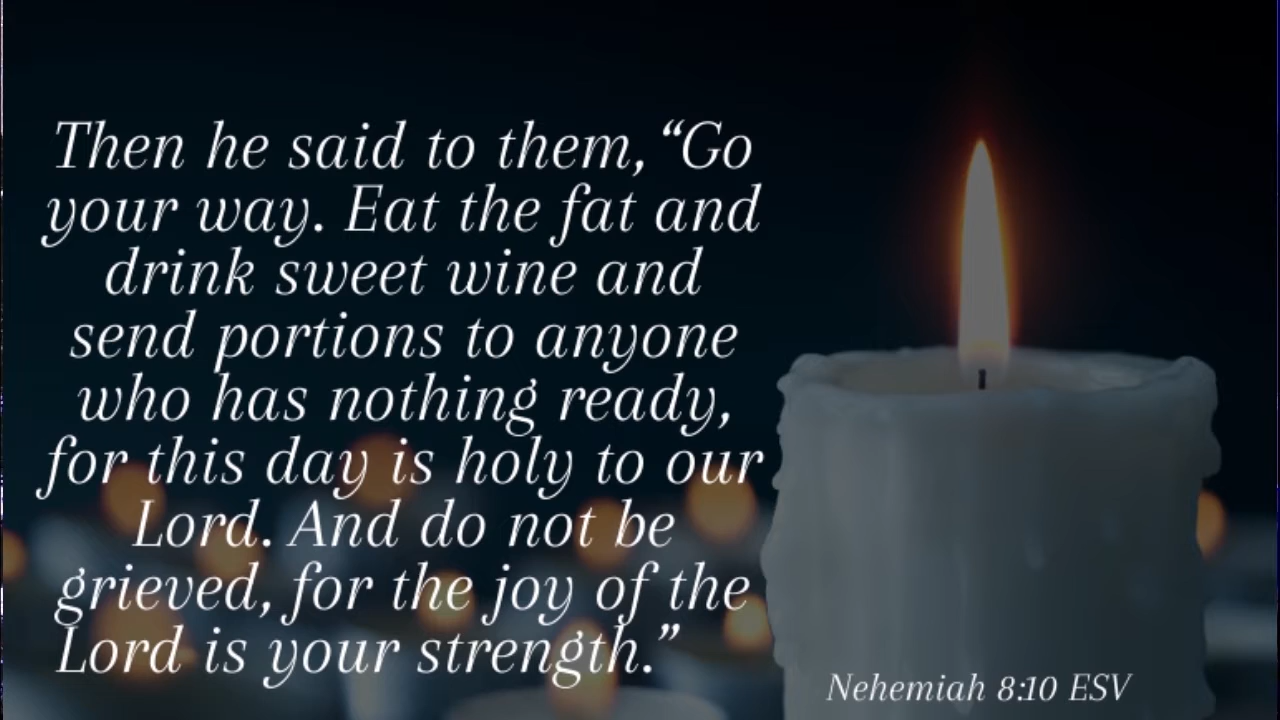 Then he said to them, “Go
your way. Eat the fat and
drink sweet wine and
send portions to anyone
who has nothing ready,
for this day is holy to our
Lord. And do not be
grieved, for the joy of the
Lord is your strength.”
Nehemiah 8:10 ESV